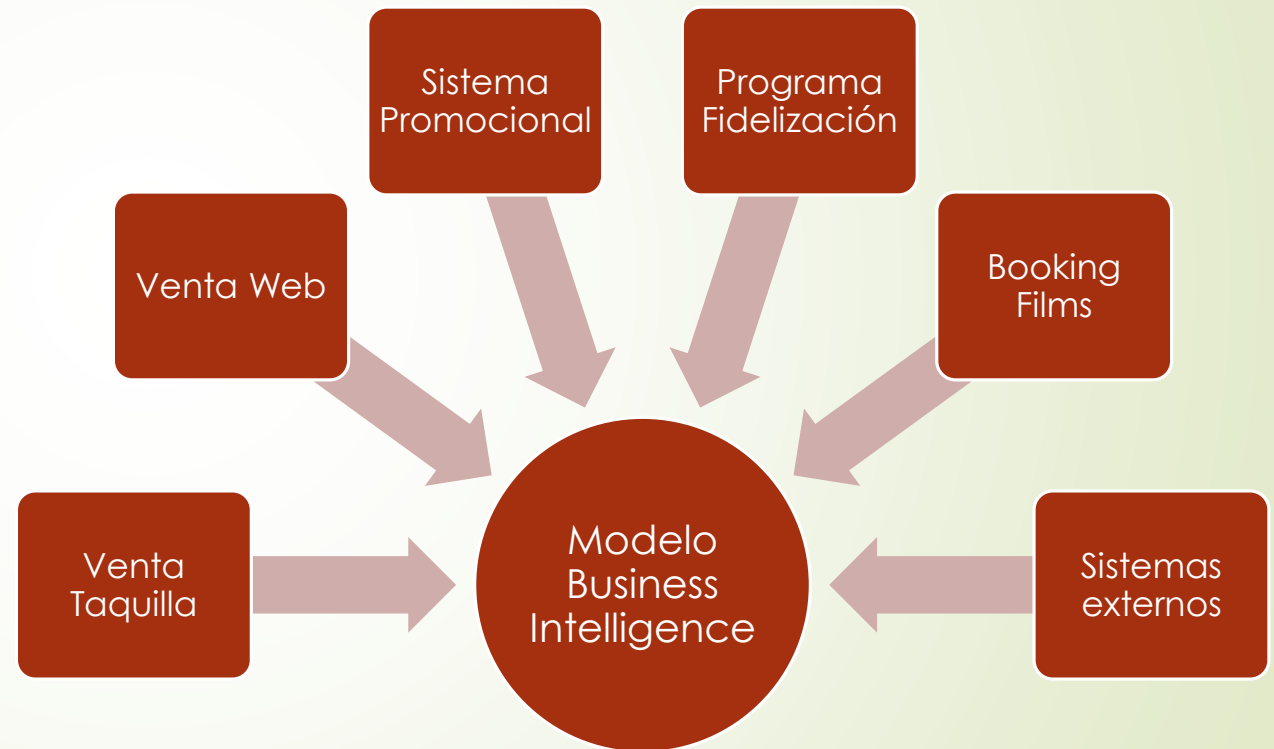 Sistema
Promocional
Programa
Fidelización
Venta Web
Booking
Films
Venta
Taquilla
Modelo
Business
Intelligence
Sistemas
externos